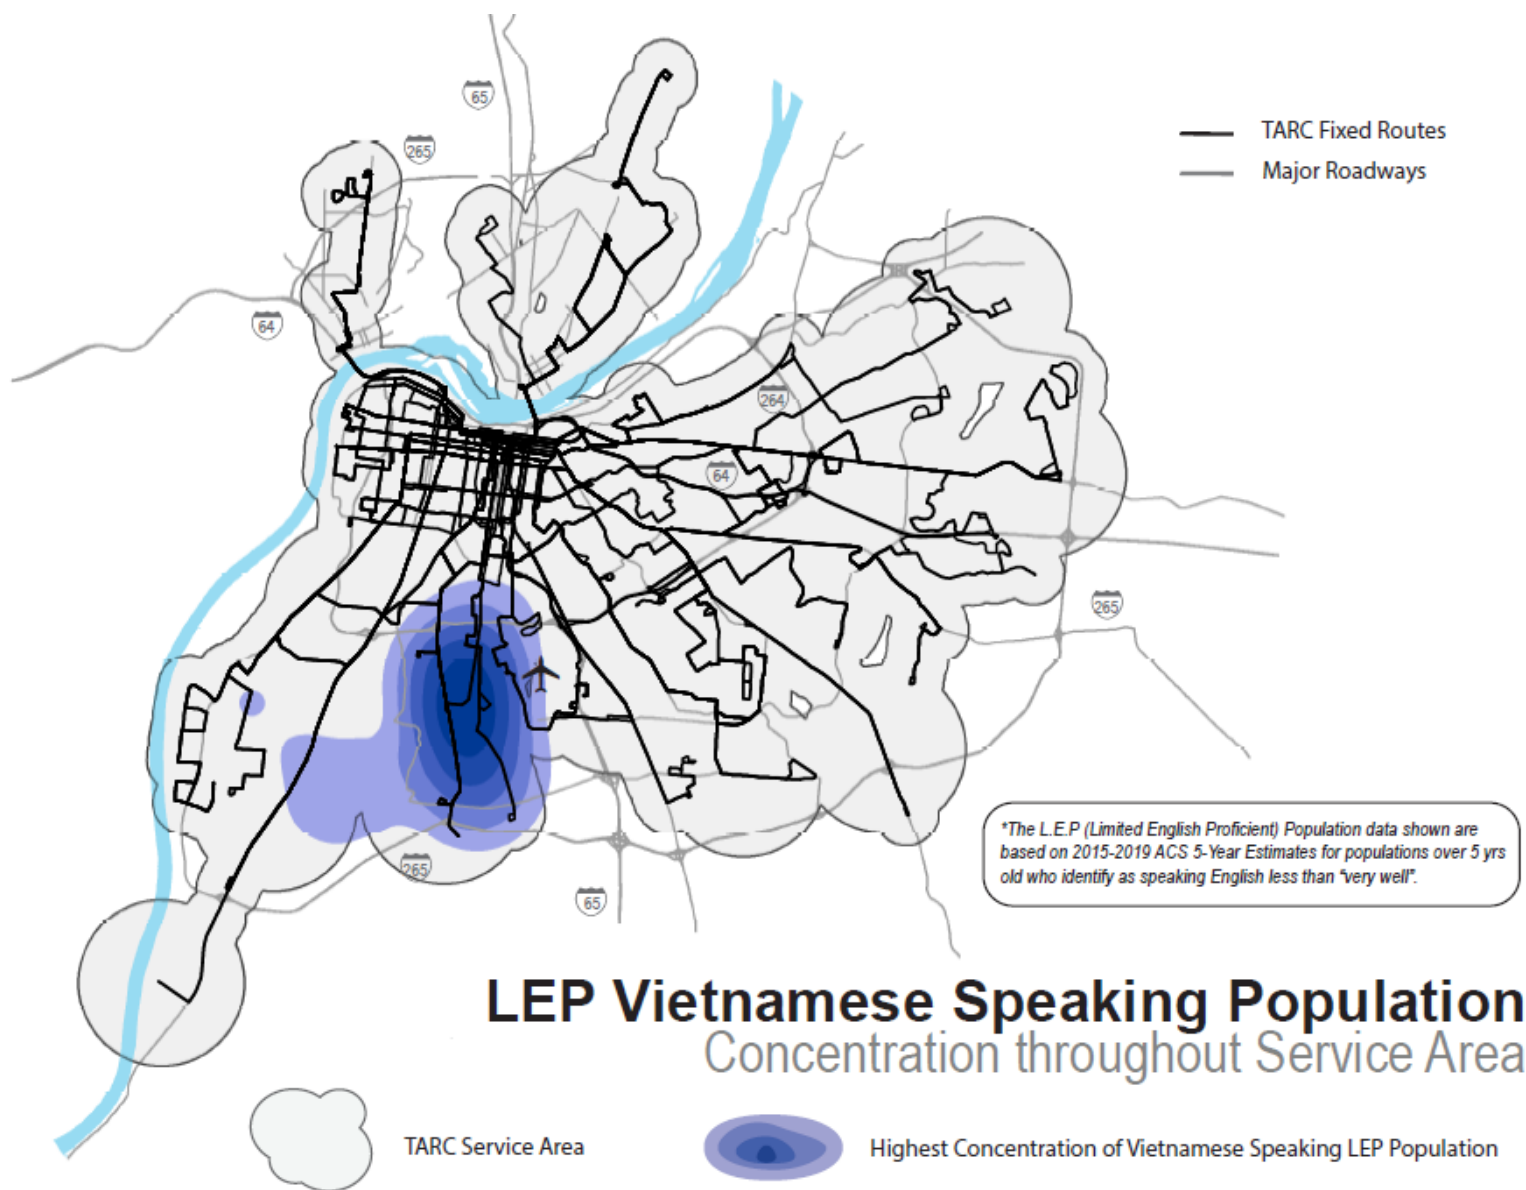 65
265
TARC Fixed Routes
Major Roadways
64
264
64
265
*The L.E.P (Limited English Proficient) Population data shown are
based on 2015-2019 ACS 5-Year Estimates for populations over 5 yrs
old who identify as speaking English less than “very well”.
265
65
LEP Vietnamese Speaking Population
Concentration throughout Service Area
TARC Service Area
Highest Concentration of Vietnamese Speaking LEP Population